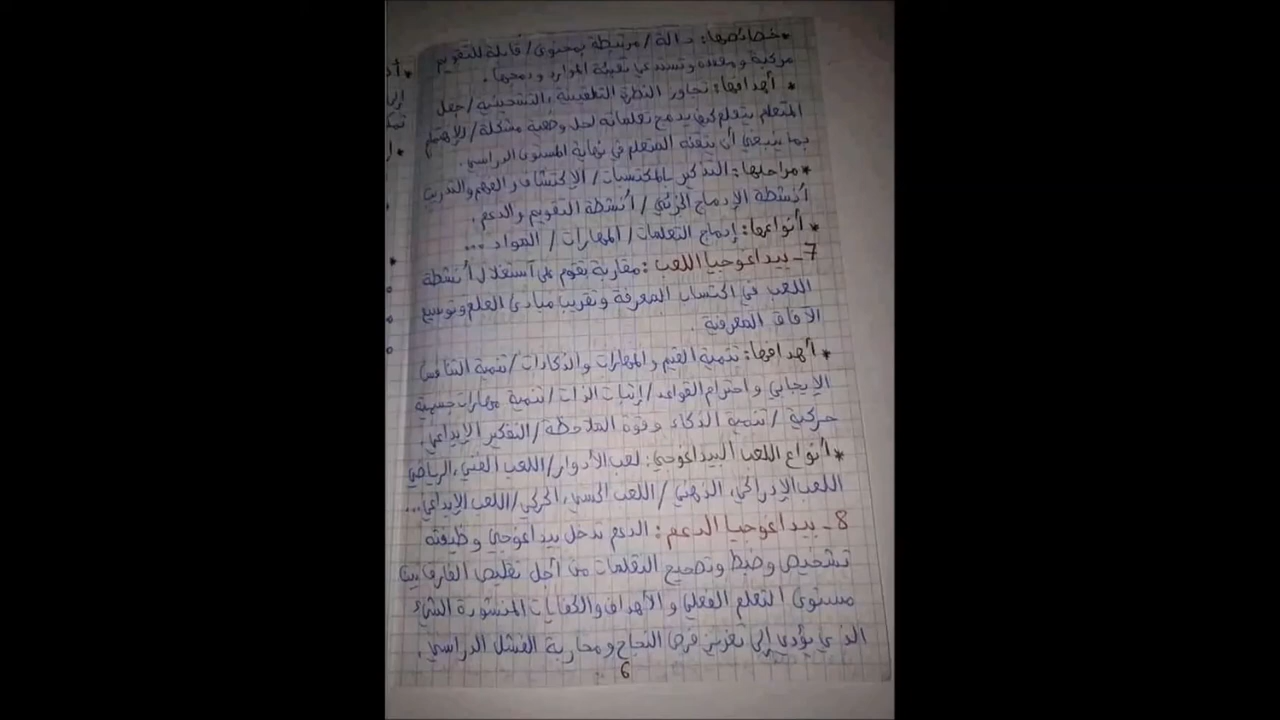 * خصائصها: دالة / مرتبطة بمحتوى / قابلة للتقويم
مركبة ومعقدة وتستدعي تعبئة الموارد ودمجها.
* أهدافها: تجاوز النظرة التلقينية، التشحينية / جعل
المتعلم يتعلم كيف يدمج تعلماته لحل وضعية مشكلة / الإهتمام
بما ينبغي أن يتقنه المتعلم في نهاية المستوى الدراسي.
* مراحلها: التذكير بالمكتسبات / الإكتشاف والفهم والتدريب
أنشطة الإدماج الجزئي / أنشطة التقويم والدعم.
* أنواعها: إدماج التعلمات / المهارات / المواد ...
7 - بيداغوجيا اللعب: مقاربة تقوم على استغلال أنشطة
اللعب في اكتساب المعرفة وتقريب مبادئ العلم وتوسيع
الآفاق المعرفية.
* أهدافها: تنمية القيم والمهارات والذكاءات / تنمية التنافس
الإيجابي واحترام القواعد / إثبات الذات / تنمية مهارات جسمية
حركية / تنمية الذكاء وقوة الملاحظة / التفكير الإبداعي.
* أنواع اللعب البيداغوجي: لعب الأدوار / اللعب الفني، الرياضي
اللعب الإدراكي، الذهني / اللعب الحسي، الحركي / اللعب الإبداعي ...
8 - بيداغوجيا الدعم: الدعم تدخل بيداغوجي وظيفته
تشخيص وضبط وتصحيح التعلمات من أجل تقليص الفارق بين
مستوى التعلم الفعلي والأهداف والكفايات المنشودة الشيء
الذي يؤدي إلى تعزيز فرص النجاح ومحاربة الفشل الدراسي.
6